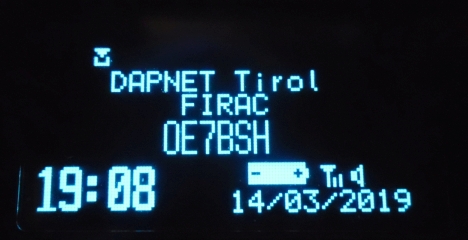 DAPNET Tirol
FIRAC
OE7BSH
19:08
14/03/2019